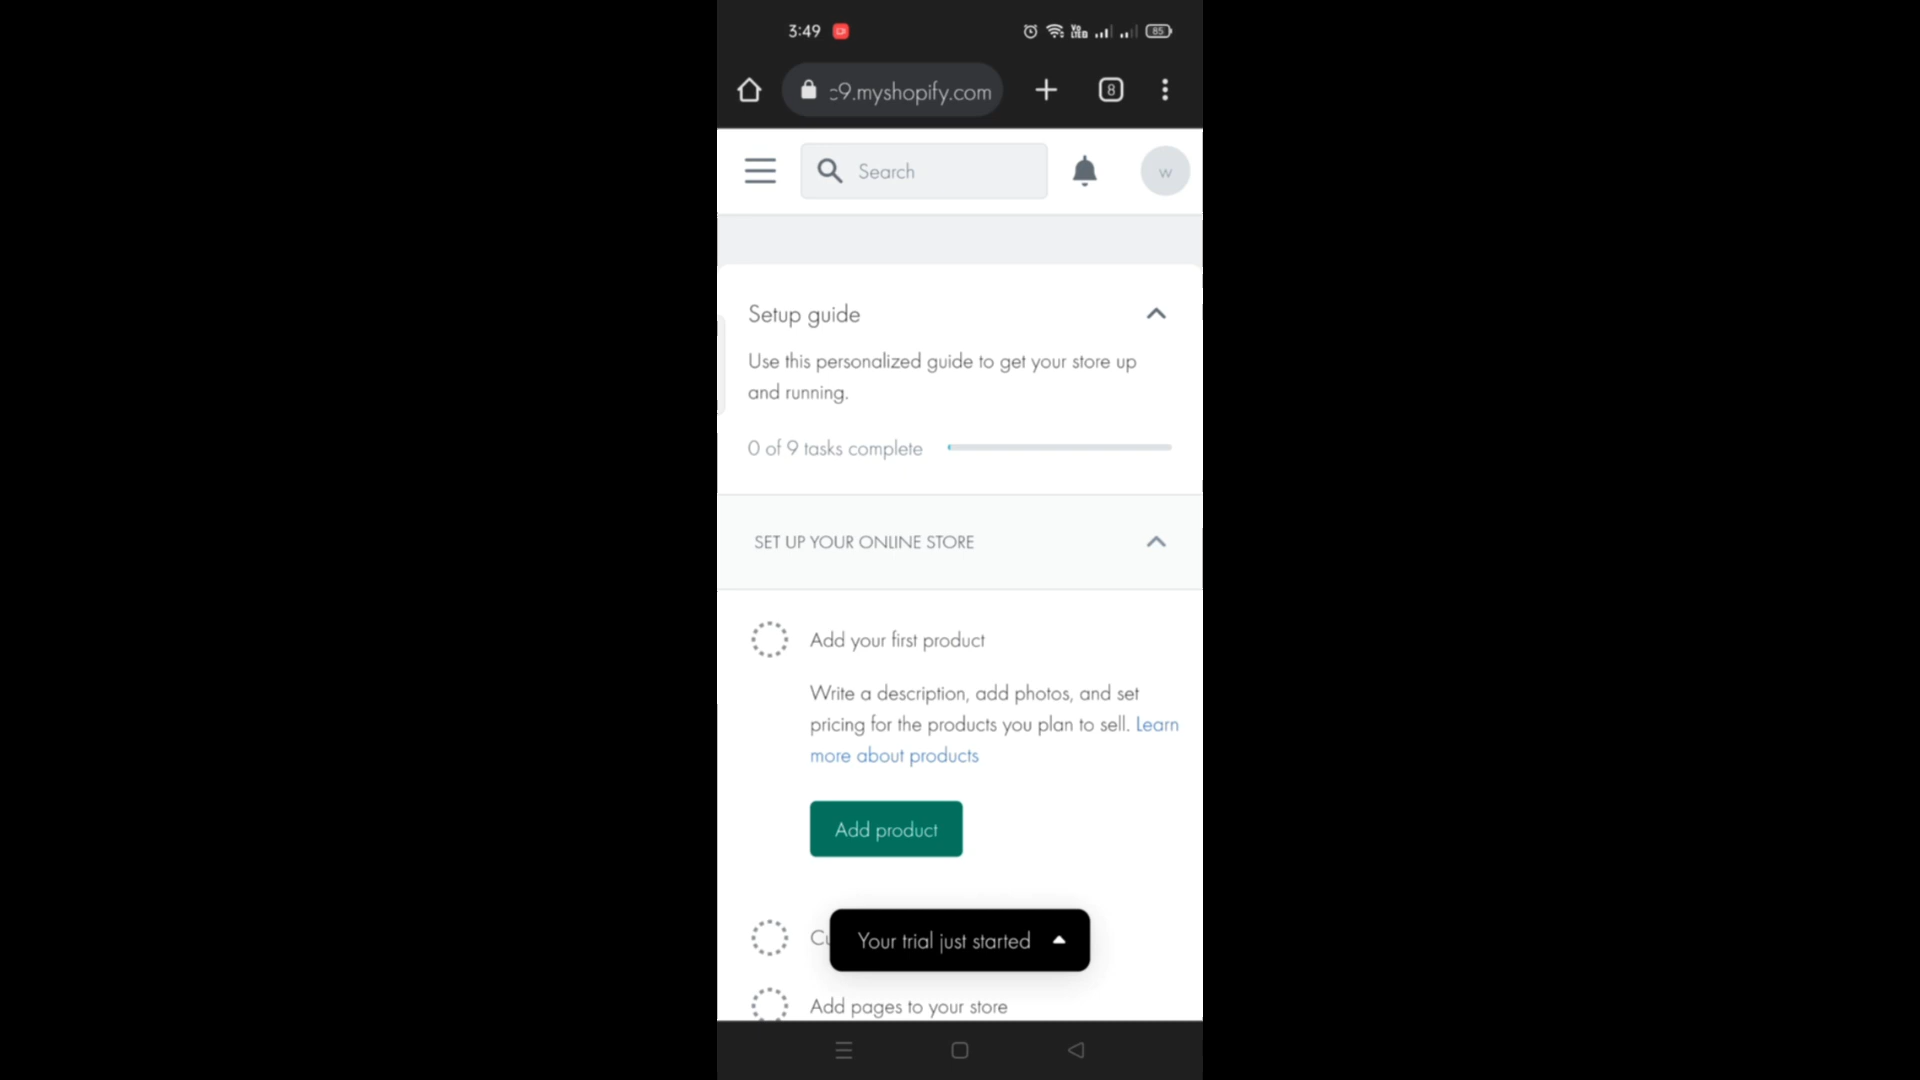 3:49
85
9.myshopify.com
8
Search
w
Setup guide
Use this personalized guide to get your store up
and running.
0 of 9 tasks complete
SET UP YOUR ONLINE STORE
Add your first product
Write a description, add photos, and set
pricing for the products you plan to sell. Learn
more about products
Add product
Your trial just started
Add pages to your store